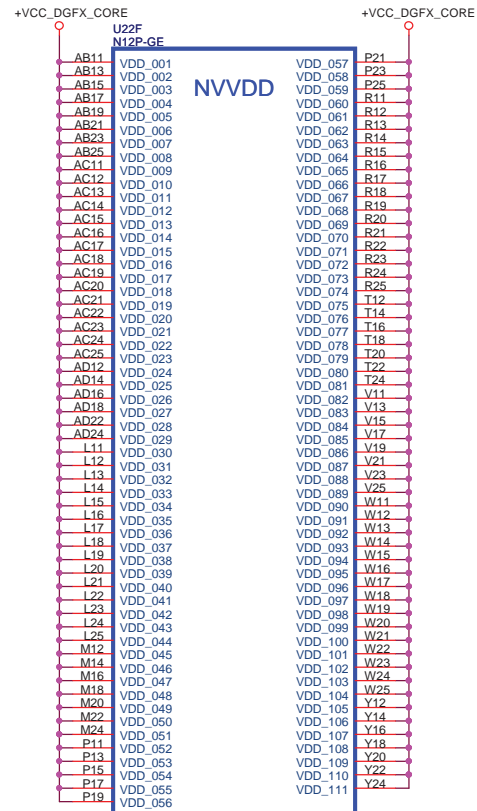 +VCC_DGFX_CORE +VCC_DGFX_CORE
U22F
N12P-GE
NVVDD
AB11 VDD_001 VDD_057 P21
AB13 VDD_002 VDD_058 P23
AB15 VDD_003 VDD_059 P25
AB17 VDD_004 VDD_060 R11
AB19 VDD_005 VDD_061 R12
AB21 VDD_006 VDD_062 R13
AB23 VDD_007 VDD_063 R14
AB25 VDD_008 VDD_064 R15
AC11 VDD_009 VDD_065 R16
AC12 VDD_010 VDD_066 R17
AC13 VDD_011 VDD_067 R18
AC14 VDD_012 VDD_068 R19
AC15 VDD_013 VDD_069 R20
AC16 VDD_014 VDD_070 R21
AC17 VDD_015 VDD_071 R22
AC18 VDD_016 VDD_072 R23
AC19 VDD_017 VDD_073 R24
AC20 VDD_018 VDD_074 R25
AC21 VDD_019 VDD_075 T12
AC22 VDD_020 VDD_076 T14
AC23 VDD_021 VDD_077 T16
AC24 VDD_022 VDD_078 T18
AC25 VDD_023 VDD_079 T20
AD12 VDD_024 VDD_080 T22
AD14 VDD_025 VDD_081 T24
AD16 VDD_026 VDD_082 V11
AD18 VDD_027 VDD_083 V13
AD22 VDD_028 VDD_084 V15
AD24 VDD_029 VDD_085 V17
L11 VDD_030 VDD_086 V19
L12 VDD_031 VDD_087 V21
L13 VDD_032 VDD_088 V23
L14 VDD_033 VDD_089 V25
L15 VDD_034 VDD_090 W11
L16 VDD_035 VDD_091 W12
L17 VDD_036 VDD_092 W13
L18 VDD_037 VDD_093 W14
L19 VDD_038 VDD_094 W15
L20 VDD_039 VDD_095 W16
L21 VDD_040 VDD_096 W17
L22 VDD_041 VDD_097 W18
L23 VDD_042 VDD_098 W19
L24 VDD_043 VDD_099 W20
L25 VDD_044 VDD_100 W21
M12 VDD_045 VDD_101 W22
M14 VDD_046 VDD_102 W23
M16 VDD_047 VDD_103 W24
M18 VDD_048 VDD_104 W25
M20 VDD_049 VDD_105 Y12
M22 VDD_050 VDD_106 Y14
M24 VDD_051 VDD_107 Y16
P11 VDD_052 VDD_108 Y18
P13 VDD_053 VDD_109 Y20
P15 VDD_054 VDD_110 Y22
P17 VDD_055 VDD_111 Y24
P19 VDD_056